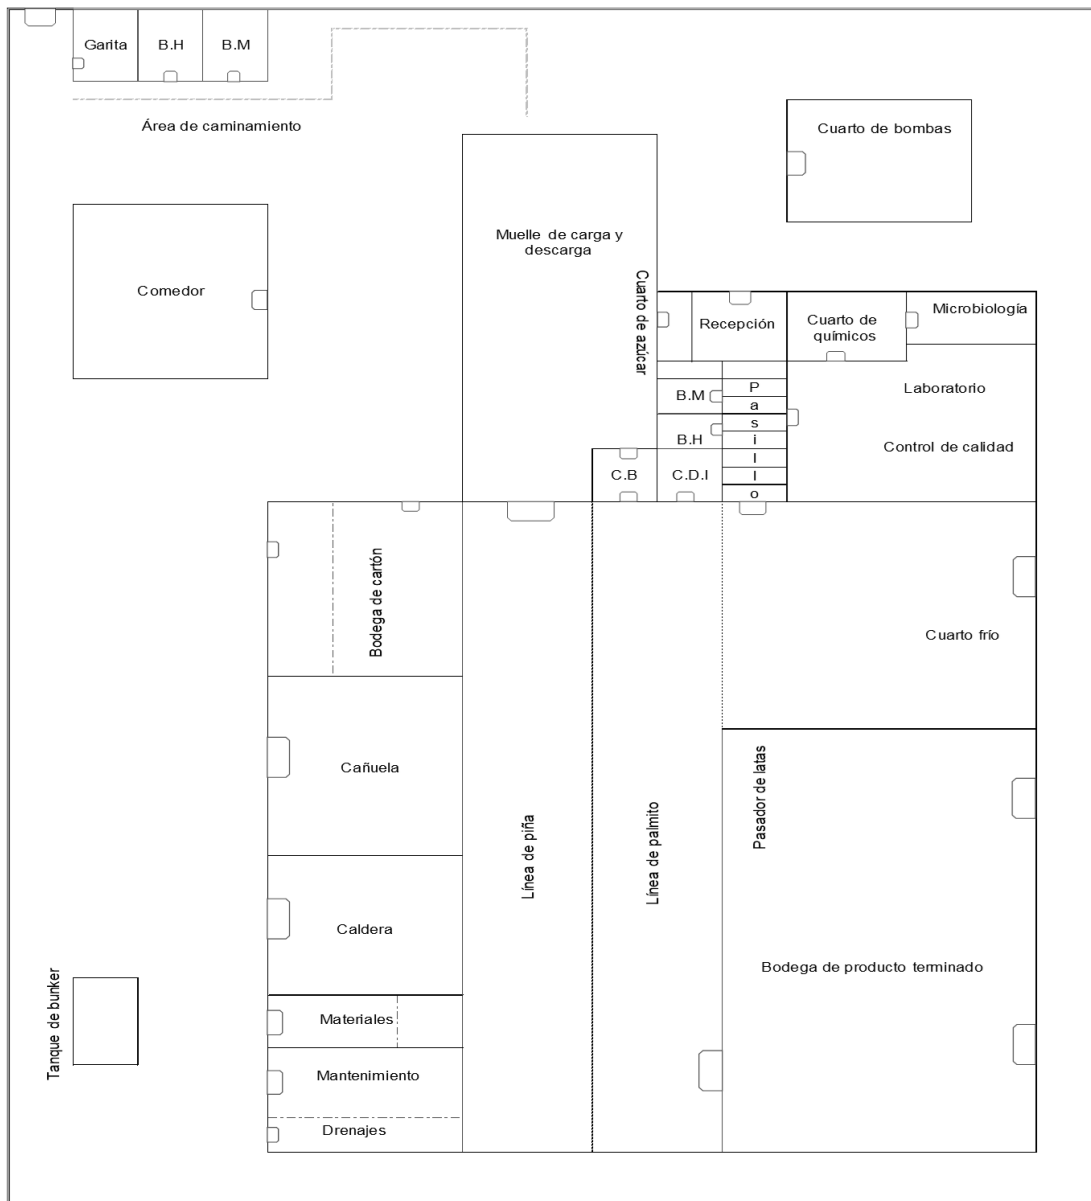 Garita
B.H
B.M
Área de caminamiento
Cuarto de bombas
Muelle de carga y
descarga
Comedor
Cuarto de azúcar
Recepción
Cuarto de
químicos
Microbiología
B.M
P
a
s
i
l
l
o
Laboratorio
B.H
Control de calidad
C.B
C.D.I
Bodega de cartón
Cuarto frío
Cañuela
Línea de piña
Línea de palmito
Pasador de latas
Caldera
Bodega de producto terminado
Tanque de bunker
Materiales
Mantenimiento
Drenajes